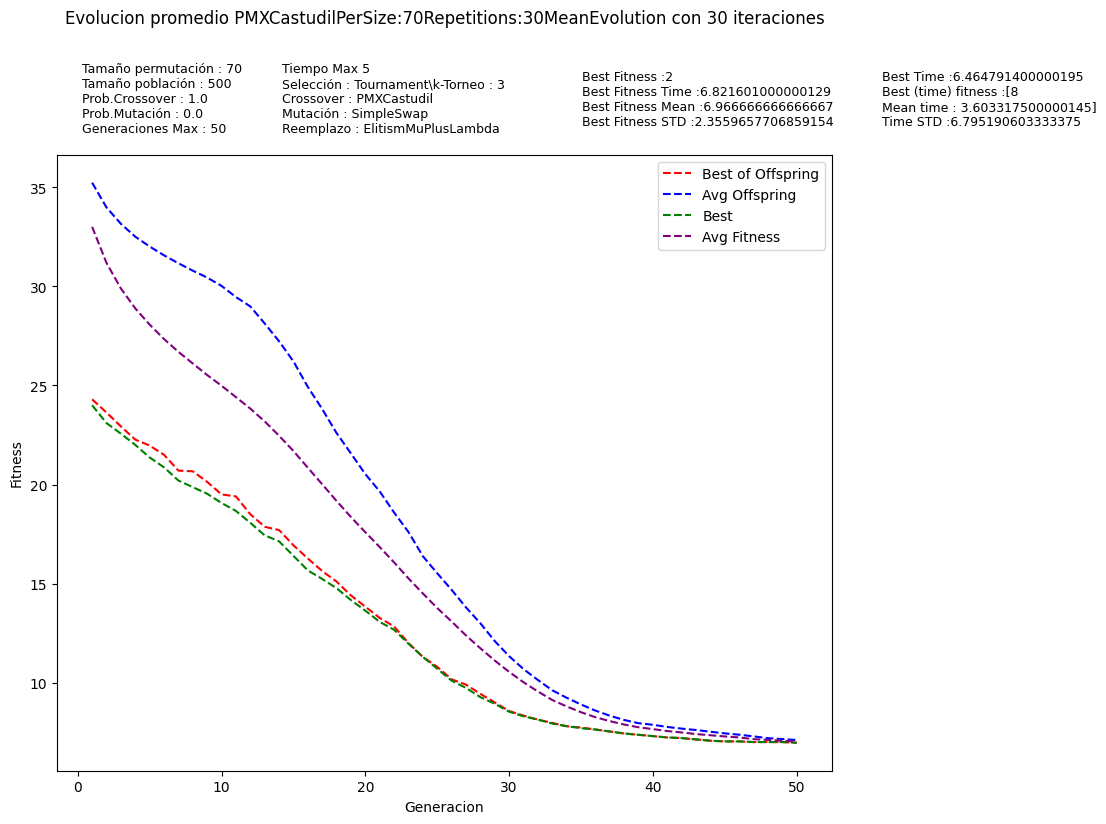 Evolucion promedio PMXCastudilPerSize:70Repetitions:30MeanEvolution con 30 iteraciones
Tamaño permutación : 70
Tamaño población : 500
Prob.Crossover : 1.0
Prob.Mutación : 0.0
Generaciones Max : 50
Tiempo Max 5
Selección : Tournament\k-Torneo : 3
Crossover : PMXCastudil
Mutación : SimpleSwap
Reemplazo : ElitismMuPlusLambda
Best Fitness :2
Best Fitness Time :6.821601000000129
Best Fitness Mean :6.966666666666667
Best Fitness STD :2.3559657706859154
Best Time :6.464791400000195
Best (time) fitness :[8
Mean time : 3.603317500000145]
Time STD :6.795190603333375
Best of Offspring
Avg Offspring
Best
Avg Fitness
Fitness
35
30
25
20
15
10
0
10
20
30
40
50
Generacion